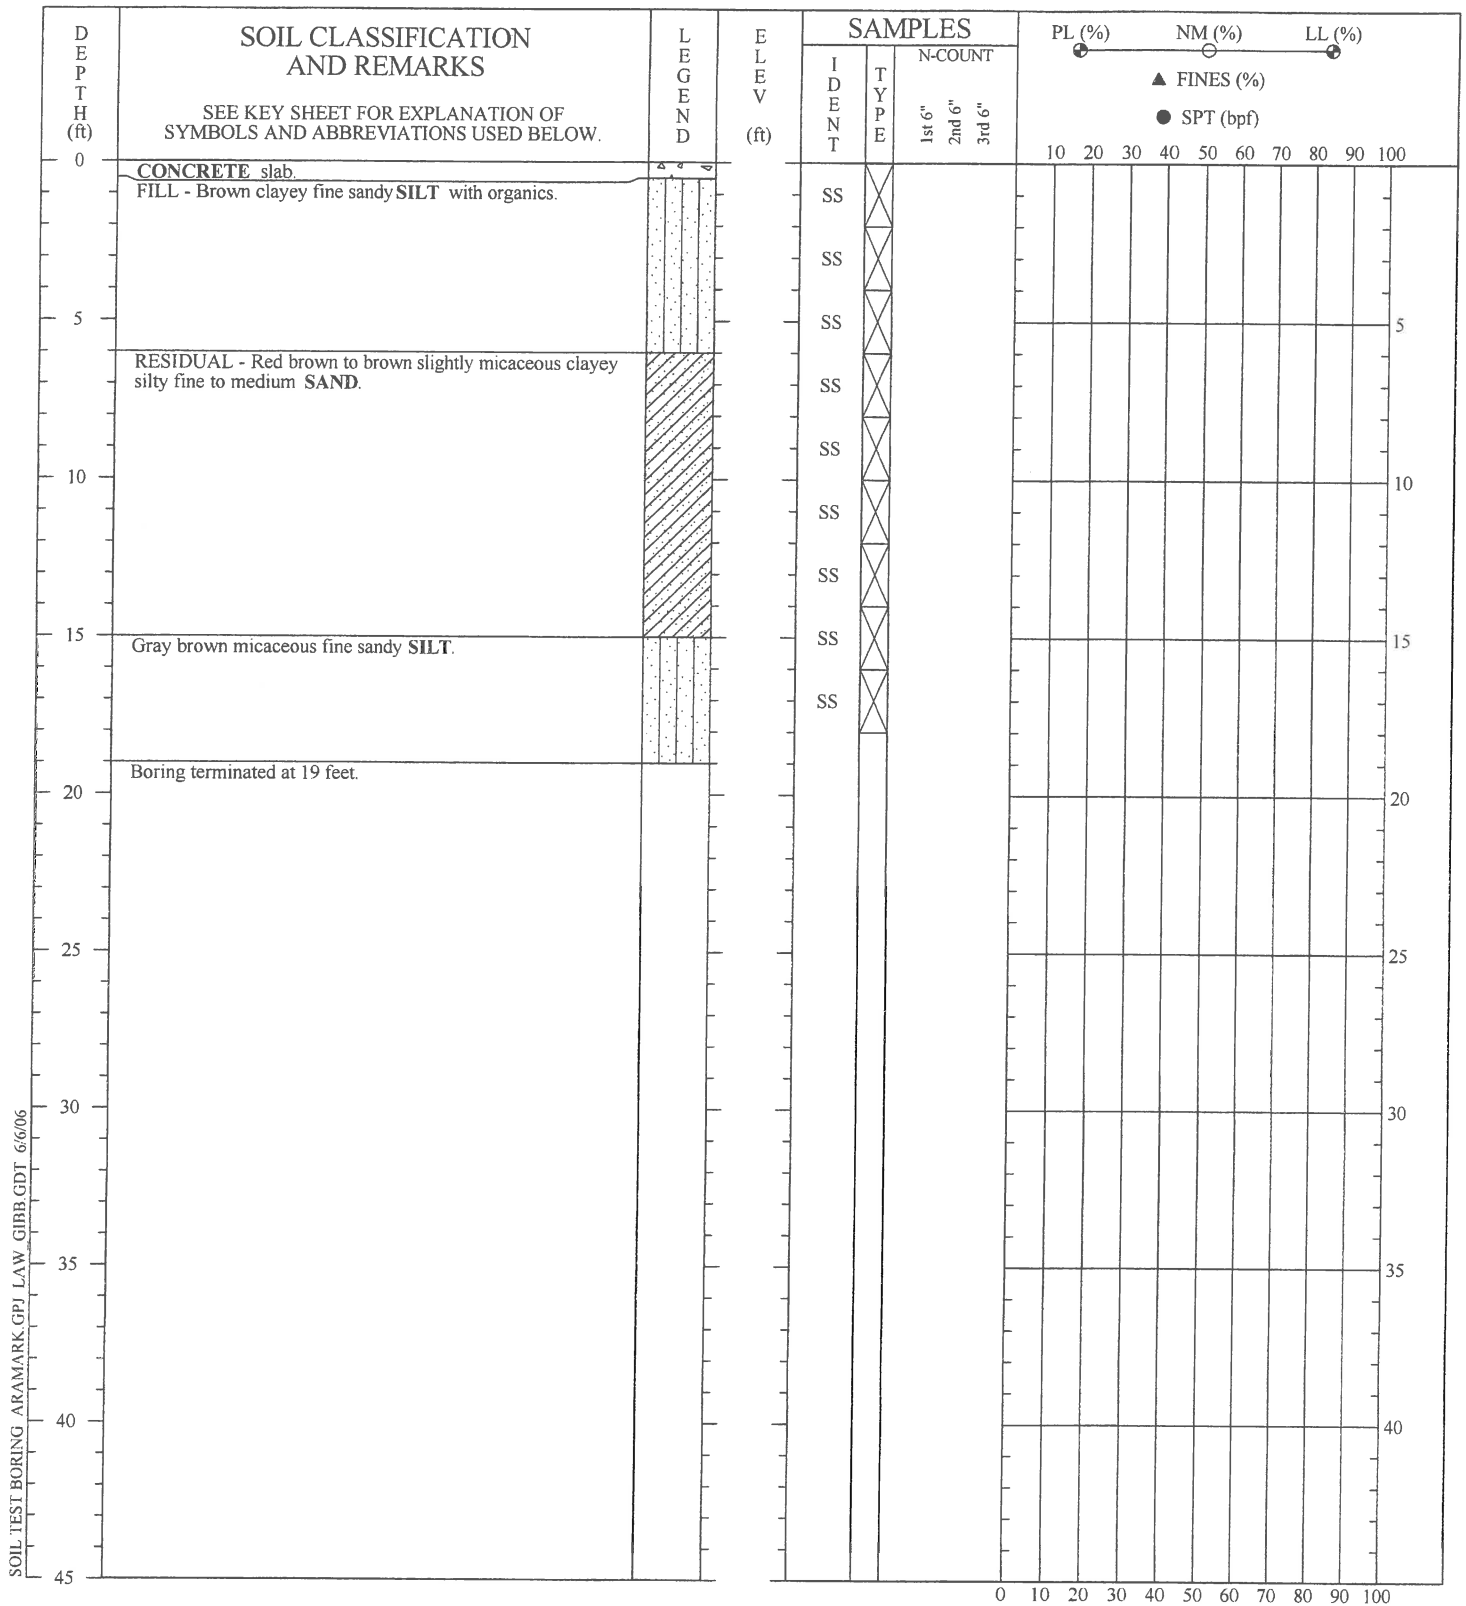 DEPTH (ft)
SOIL CLASSIFICATION
AND REMARKS
SEE KEY SHEET FOR EXPLANATION OF
SYMBOLS AND ABBREVIATIONS USED BELOW.
LEGEND
ELEV (ft)
SAMPLES
IDENT
TYPE
N-COUNT
1st 6"
2nd 6"
3rd 6"
PL (%) NM (%) LL (%)
▲ FINES (%)
● SPT (bpf)
10 20 30 40 50 60 70 80 90 100
0
CONCRETE slab.
FILL - Brown clayey fine sandy SILT with organics.
SS
SS
5 SS 5
RESIDUAL - Red brown to brown slightly micaceous clayey
silty fine to medium SAND.
SS
SS
10 10
SS
SS
15 SS 15
Gray brown micaceous fine sandy SILT.
SS
Boring terminated at 19 feet.
20 20
25 25
30 30
35 35
40 40
45
0 10 20 30 40 50 60 70 80 90 100
SOIL TEST BORING ARAMARK.GPJ LAW_GIBB.GDT 6/6/06